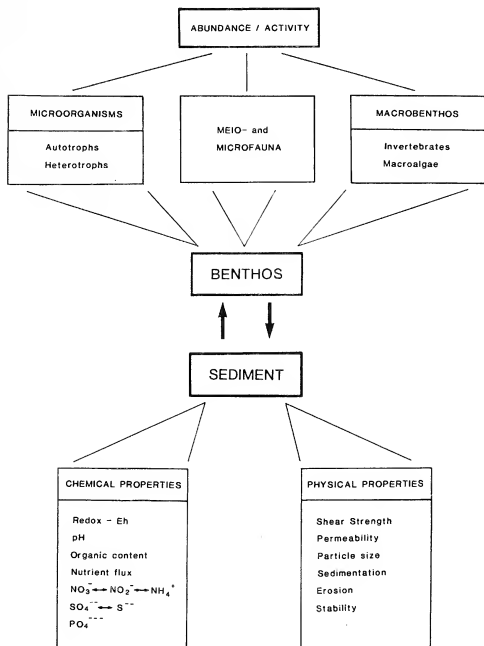 ABUNDANCE / ACTIVITY
MICROORGANISMS
Autotrophs
Heterotrophs
MEIO- and
MICROFAUNA
MACROBENTHOS
Invertebrates
Macroalgae
BENTHOS
SEDIMENT
CHEMICAL PROPERTIES
Redox - Eh
pH
Organic content
Nutrient flux
NO₃⁻ ↔ NO₂⁻ ↔ NH₄⁺
SO₄⁻⁻ ↔ S⁻⁻
PO₄⁻⁻⁻
PHYSICAL PROPERTIES
Shear Strength
Permeability
Particle size
Sedimentation
Erosion
Stability